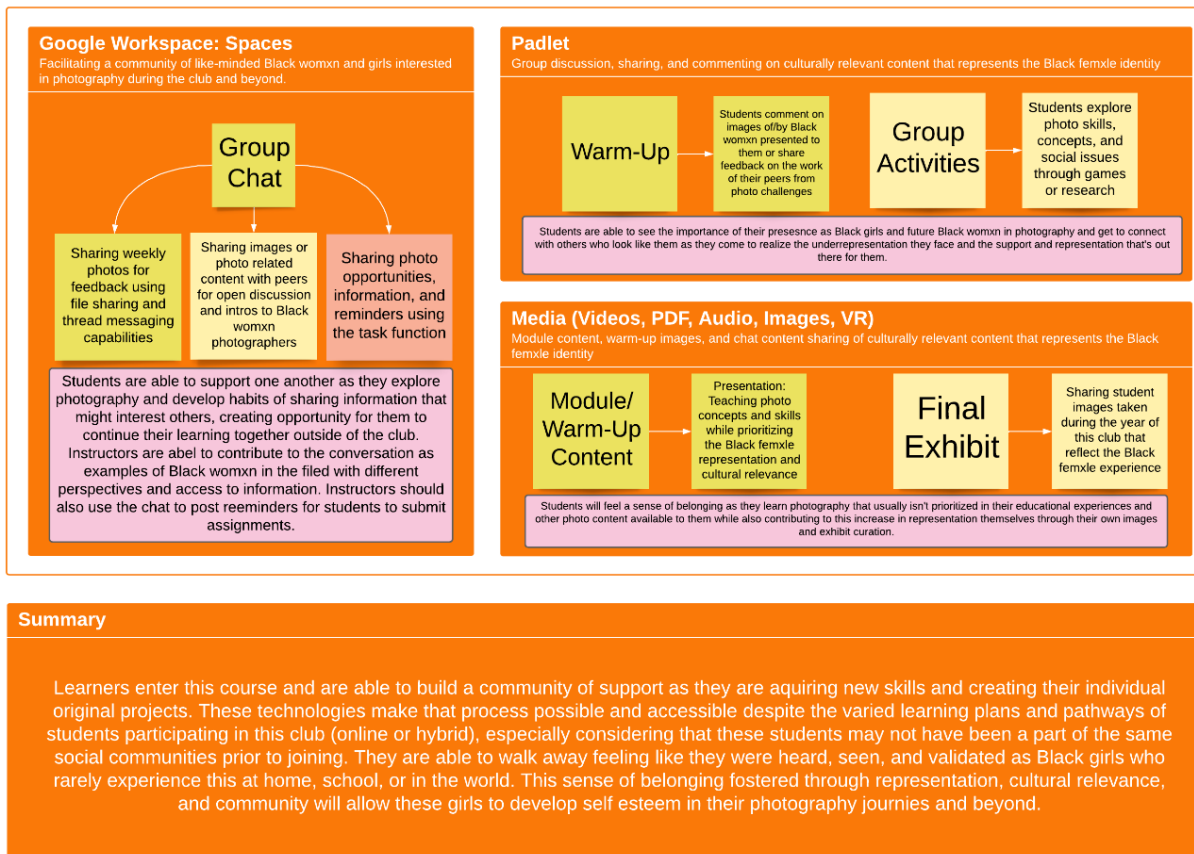 Google Workspace: Spaces
Facilitating a community of like-minded Black womxn and girls interested
in photography during the club and beyond.
Group
Chat
Sharing weekly
photos for
feedback using
file sharing and
thread messaging
capabilities
Sharing images or
photo related
content with peers
for open discussion
and intros to Black
womxn
photographers
Sharing photo
opportunities,
information, and
reminders using
the task function
Students are able to support one another as they explore
photography and develop habits of sharing information that
might interest others, creating opportunity for them to
continue their learning together outside of the club.
Instructors are abel to contribute to the conversation as
examples of Black womxn in the filed with different
perspectives and access to information. Instructors should
also use the chat to post reeminders for students to submit
assignments.
Padlet
Group discussion, sharing, and commenting on culturally relevant content that represents the Black femxle identity
Warm-Up
Students comment on
images of/by Black
womxn presented to
them or share
feedback on the work
of their peers from
photo challenges
Group
Activities
Students explore
photo skills,
concepts, and
social issues
through games
or research
Students are able to see the importance of their presesnce as Black girls and future Black womxn in photography and get to connect
with others who look like them as they come to realize the underrepresentation they face and the support and representation that's out
there for them.
Media (Videos, PDF, Audio, Images, VR)
Module content, warm-up images, and chat content sharing of culturally relevant content that represents the Black
femxle identity
Module/
Warm-Up
Content
Presentation:
Teaching photo
concepts and skills
while prioritizing
the Black femxle
representation and
cultural relevance
Final
Exhibit
Sharing student
images taken
during the year of
this club that
reflect the Black
femxle experience
Students will feel a sense of belonging as they learn photography that usually isn't prioritized in their educational experiences and
other photo content available to them while also contributing to this increase in representation themselves through their own images
and exhibit curation.
Summary
Learners enter this course and are able to build a community of support as they are aquiring new skills and creating their individual
original projects. These technologies make that process possible and accessible despite the varied learning plans and pathways of
students participating in this club (online or hybrid), especially considering that these students may not have been a part of the same
social communities prior to joining. They are able to walk away feeling like they were heard, seen, and validated as Black girls who
rarely experience this at home, school, or in the world. This sense of belonging fostered through representation, cultural relevance,
and community will allow these girls to develop self esteem in their photography journies and beyond.